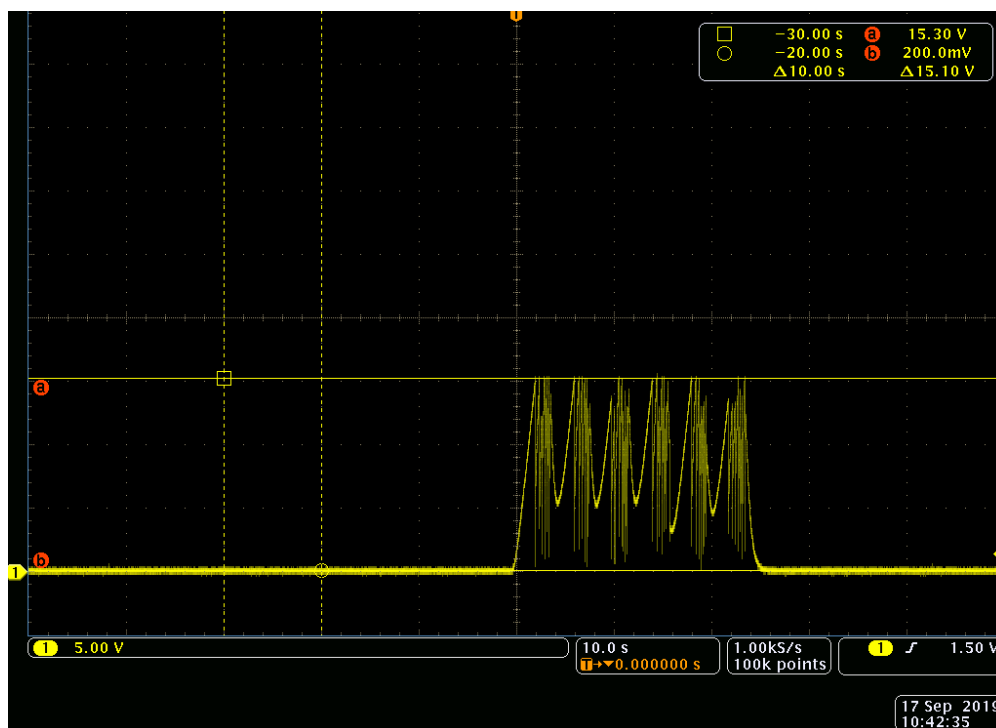 T
−30.00 s a 15.30 V
−20.00 s b 200.0mV
Δ10.00 s Δ15.10 V
a
b
1
1 5.00 V
10.0 s
T→▼0.000000 s
1.00kS/s
100k points
1 1.50 V
17 Sep 2019
10:42:35